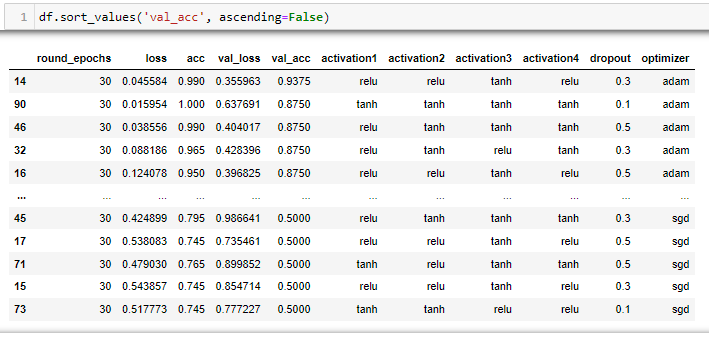 1 df.sort_values('val_acc', ascending=False)
round_epochs loss acc val_loss val_acc activation1 activation2 activation3 activation4 dropout optimizer
14 30 0.045584 0.990 0.355963 0.9375 relu relu tanh relu 0.3 adam
90 30 0.015954 1.000 0.637691 0.8750 tanh tanh tanh tanh 0.1 adam
46 30 0.038556 0.990 0.404017 0.8750 relu tanh tanh tanh 0.5 adam
32 30 0.088186 0.965 0.428396 0.8750 relu tanh relu tanh 0.3 adam
16 30 0.124078 0.950 0.396825 0.8750 relu relu tanh relu 0.5 adam
... ... ... ... ... ... ... ... ... ... ... ...
45 30 0.424899 0.795 0.986641 0.5000 relu tanh tanh tanh 0.3 sgd
17 30 0.538083 0.745 0.735461 0.5000 relu relu tanh relu 0.5 sgd
71 30 0.479030 0.765 0.899852 0.5000 tanh relu tanh tanh 0.5 sgd
15 30 0.543857 0.745 0.854714 0.5000 relu relu tanh relu 0.3 sgd
73 30 0.517773 0.745 0.777227 0.5000 tanh tanh relu relu 0.1 sgd